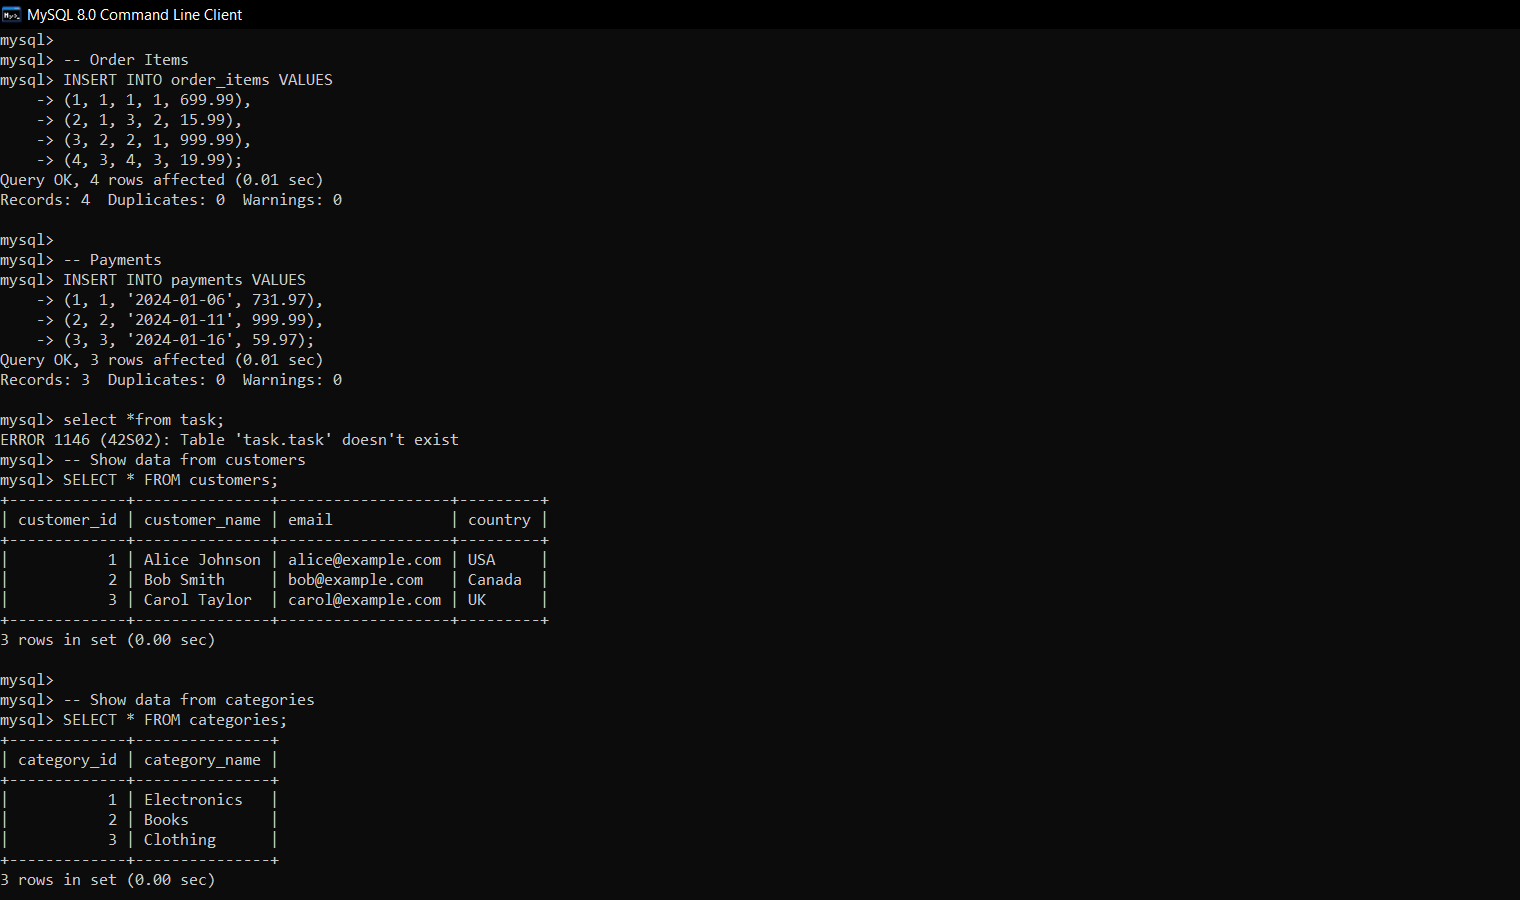 MySQL 8.0 Command Line Client
mysql>
mysql> -- Order Items
mysql> INSERT INTO order_items VALUES
    -> (1, 1, 1, 1, 699.99),
    -> (2, 1, 3, 2, 15.99),
    -> (3, 2, 2, 1, 999.99),
    -> (4, 3, 4, 3, 19.99);
Query OK, 4 rows affected (0.01 sec)
Records: 4  Duplicates: 0  Warnings: 0

mysql>
mysql> -- Payments
mysql> INSERT INTO payments VALUES
    -> (1, 1, '2024-01-06', 731.97),
    -> (2, 2, '2024-01-11', 999.99),
    -> (3, 3, '2024-01-16', 59.97);
Query OK, 3 rows affected (0.01 sec)
Records: 3  Duplicates: 0  Warnings: 0

mysql> select *from task;
ERROR 1146 (42S02): Table 'task.task' doesn't exist
mysql> -- Show data from customers
mysql> SELECT * FROM customers;
+-------------+---------------+-------------------+---------+
| customer_id | customer_name | email             | country |
+-------------+---------------+-------------------+---------+
|           1 | Alice Johnson | alice@example.com | USA     |
|           2 | Bob Smith     | bob@example.com   | Canada  |
|           3 | Carol Taylor  | carol@example.com | UK      |
+-------------+---------------+-------------------+---------+
3 rows in set (0.00 sec)

mysql>
mysql> -- Show data from categories
mysql> SELECT * FROM categories;
+-------------+---------------+
| category_id | category_name |
+-------------+---------------+
|           1 | Electronics   |
|           2 | Books         |
|           3 | Clothing      |
+-------------+---------------+
3 rows in set (0.00 sec)